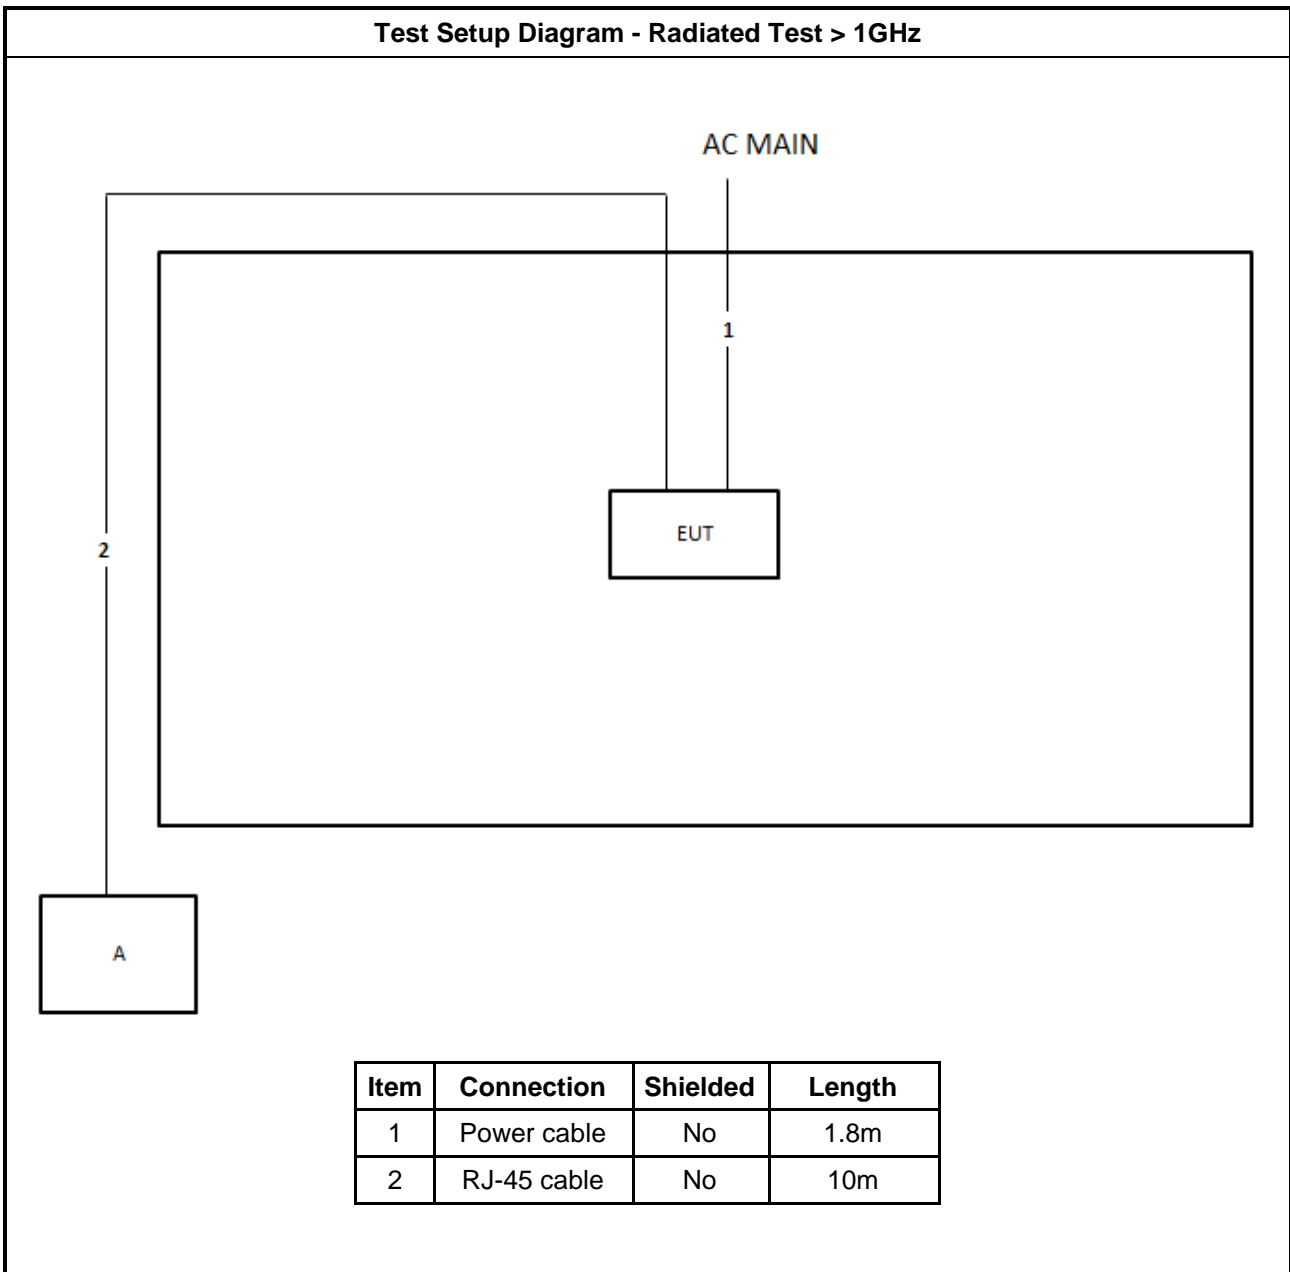 Test Setup Diagram - Radiated Test > 1GHz
AC MAIN
1
EUT
2
A
Item Connection Shielded Length
1 Power cable No 1.8m
2 RJ-45 cable No 10m